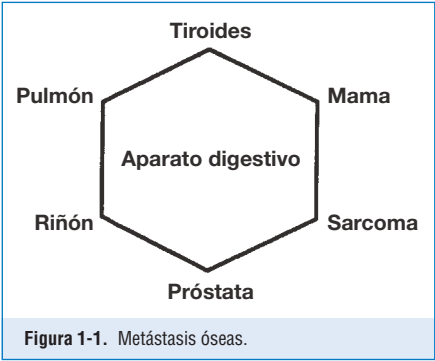 Tiroides
Pulmón
Mama
Aparato digestivo
Riñón
Sarcoma
Próstata
Figura 1-1. Metástasis óseas.